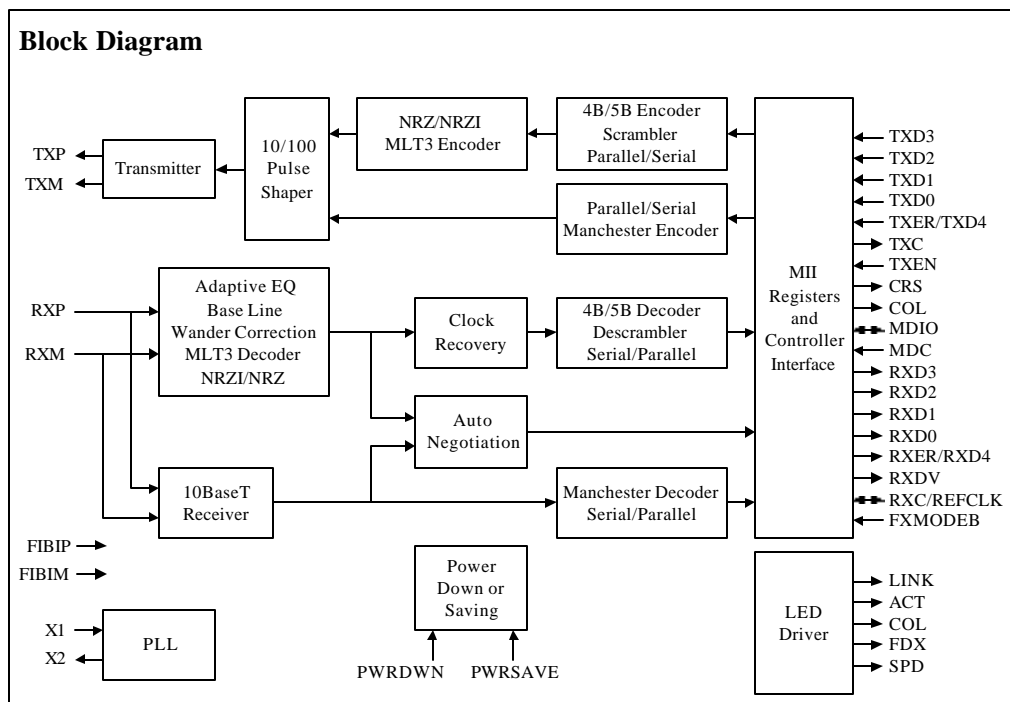 Block Diagram
TXP
TXM
Transmitter
10/100
Pulse
Shaper
NRZ/NRZI
MLT3 Encoder
4B/5B Encoder
Scrambler
Parallel/Serial
Parallel/Serial
Manchester Encoder
RXP
RXM
Adaptive EQ
Base Line
Wander Correction
MLT3 Decoder
NRZI/NRZ
Clock
Recovery
4B/5B Decoder
Descrambler
Serial/Parallel
Auto
Negotiation
10BaseT
Receiver
Manchester Decoder
Serial/Parallel
MII
Registers
and
Controller
Interface
TXD3
TXD2
TXD1
TXD0
TXER/TXD4
TXC
TXEN
CRS
COL
MDIO
MDC
RXD3
RXD2
RXD1
RXD0
RXER/RXD4
RXDV
RXC/REFCLK
FXMODEB
FIBIP
FIBIM
X1
X2
PLL
Power
Down or
Saving
PWRDWN
PWRSAVE
LED
Driver
LINK
ACT
COL
FDX
SPD